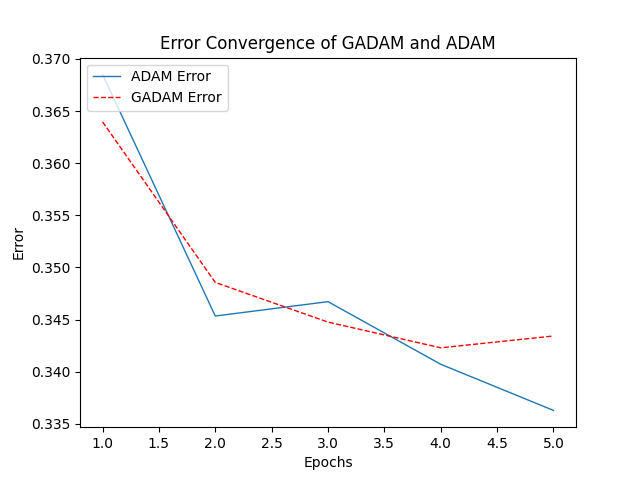 Error Convergence of GADAM and ADAM
ADAM Error
GADAM Error
0.370
0.365
0.360
0.355
0.350
0.345
0.340
0.335
Error
1.0 1.5 2.0 2.5 3.0 3.5 4.0 4.5 5.0
Epochs